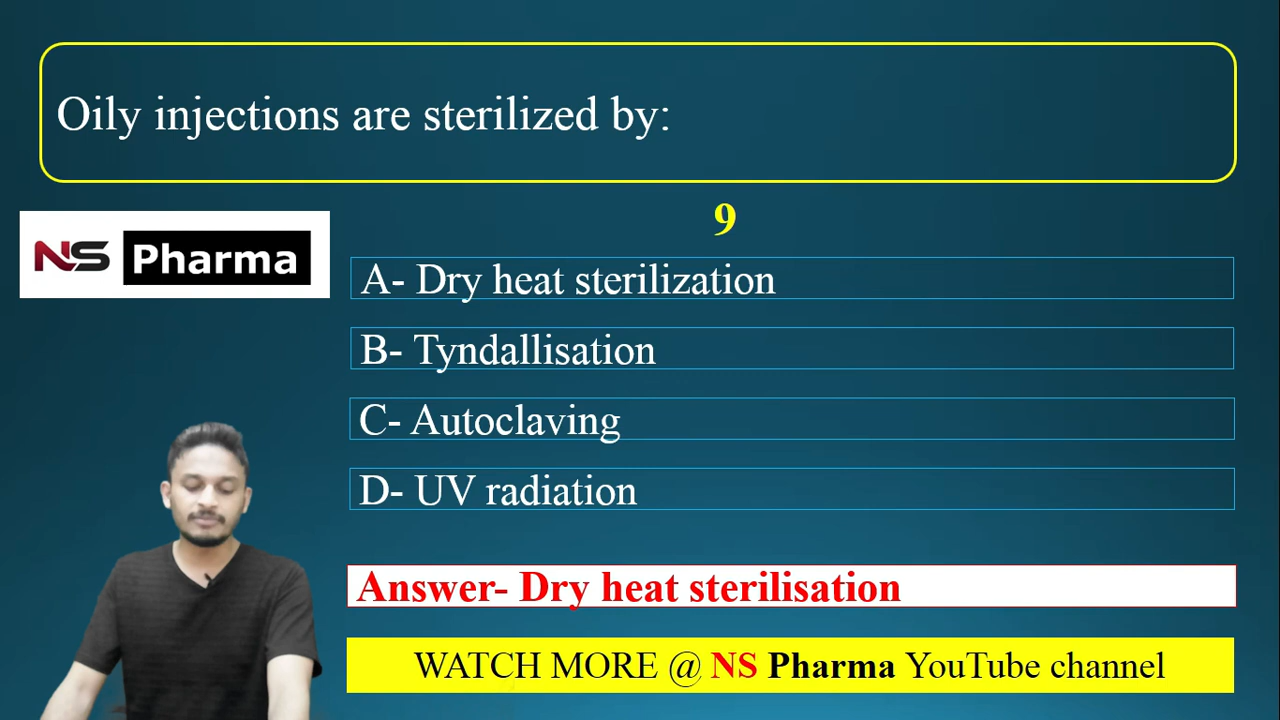 Oily injections are sterilized by:
9
NS Pharma
A- Dry heat sterilization
B- Tyndallisation
C- Autoclaving
D- UV radiation
Answer- Dry heat sterilisation
WATCH MORE @ NS Pharma YouTube channel